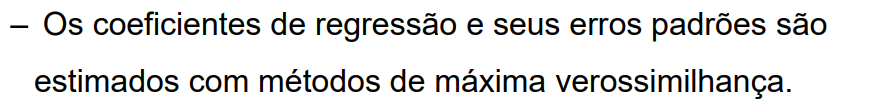 – Os coeficientes de regressão e seus erros padrões são
estimados com métodos de máxima verossimilhança.